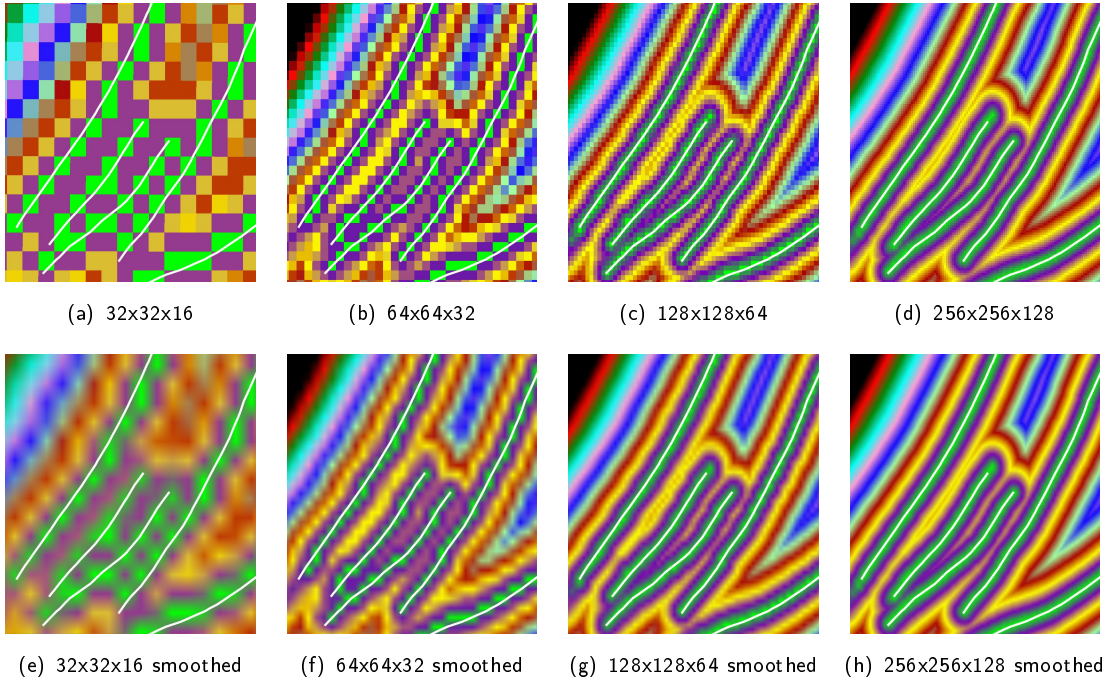 (a) 32x32x16
(b) 64x64x32
(c) 128x128x64
(d) 256x256x128
(e) 32x32x16 smoothed
(f) 64x64x32 smoothed
(g) 128x128x64 smoothed
(h) 256x256x128 smoothed